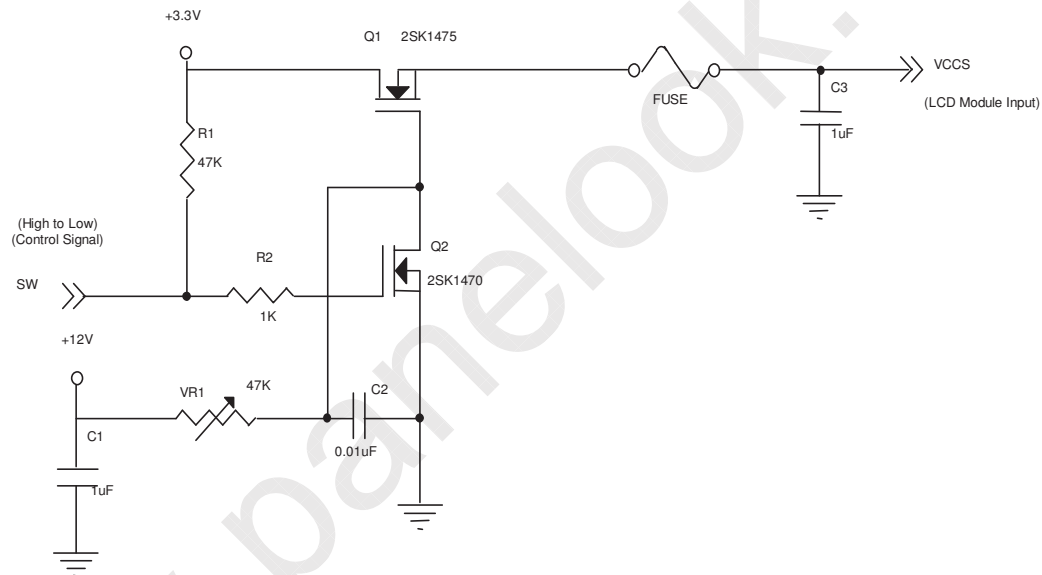 +3.3V
Q1 2SK1475
VCCS
FUSE
C3
(LCD Module Input)
1uF
R1
47K
(High to Low)
(Control Signal)
Q2
R2
2SK1470
SW
1K
+12V
VR1
47K
C2
C1
0.01uF
1uF
panelook.